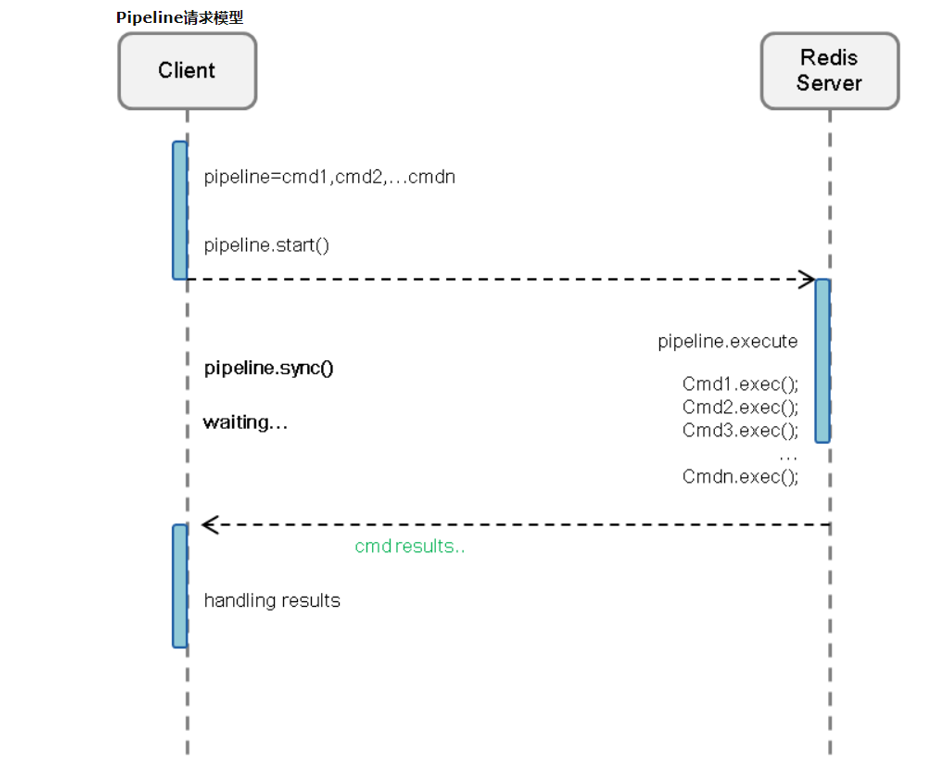 Pipeline请求模型
Client
Redis
Server
pipeline=cmd1,cmd2,...cmdn
pipeline.start()
pipeline.execute
pipeline.sync()
Cmd1.exec();
Cmd2.exec();
waiting...
Cmd3.exec();
...
Cmdn.exec();
cmd results..
handling results